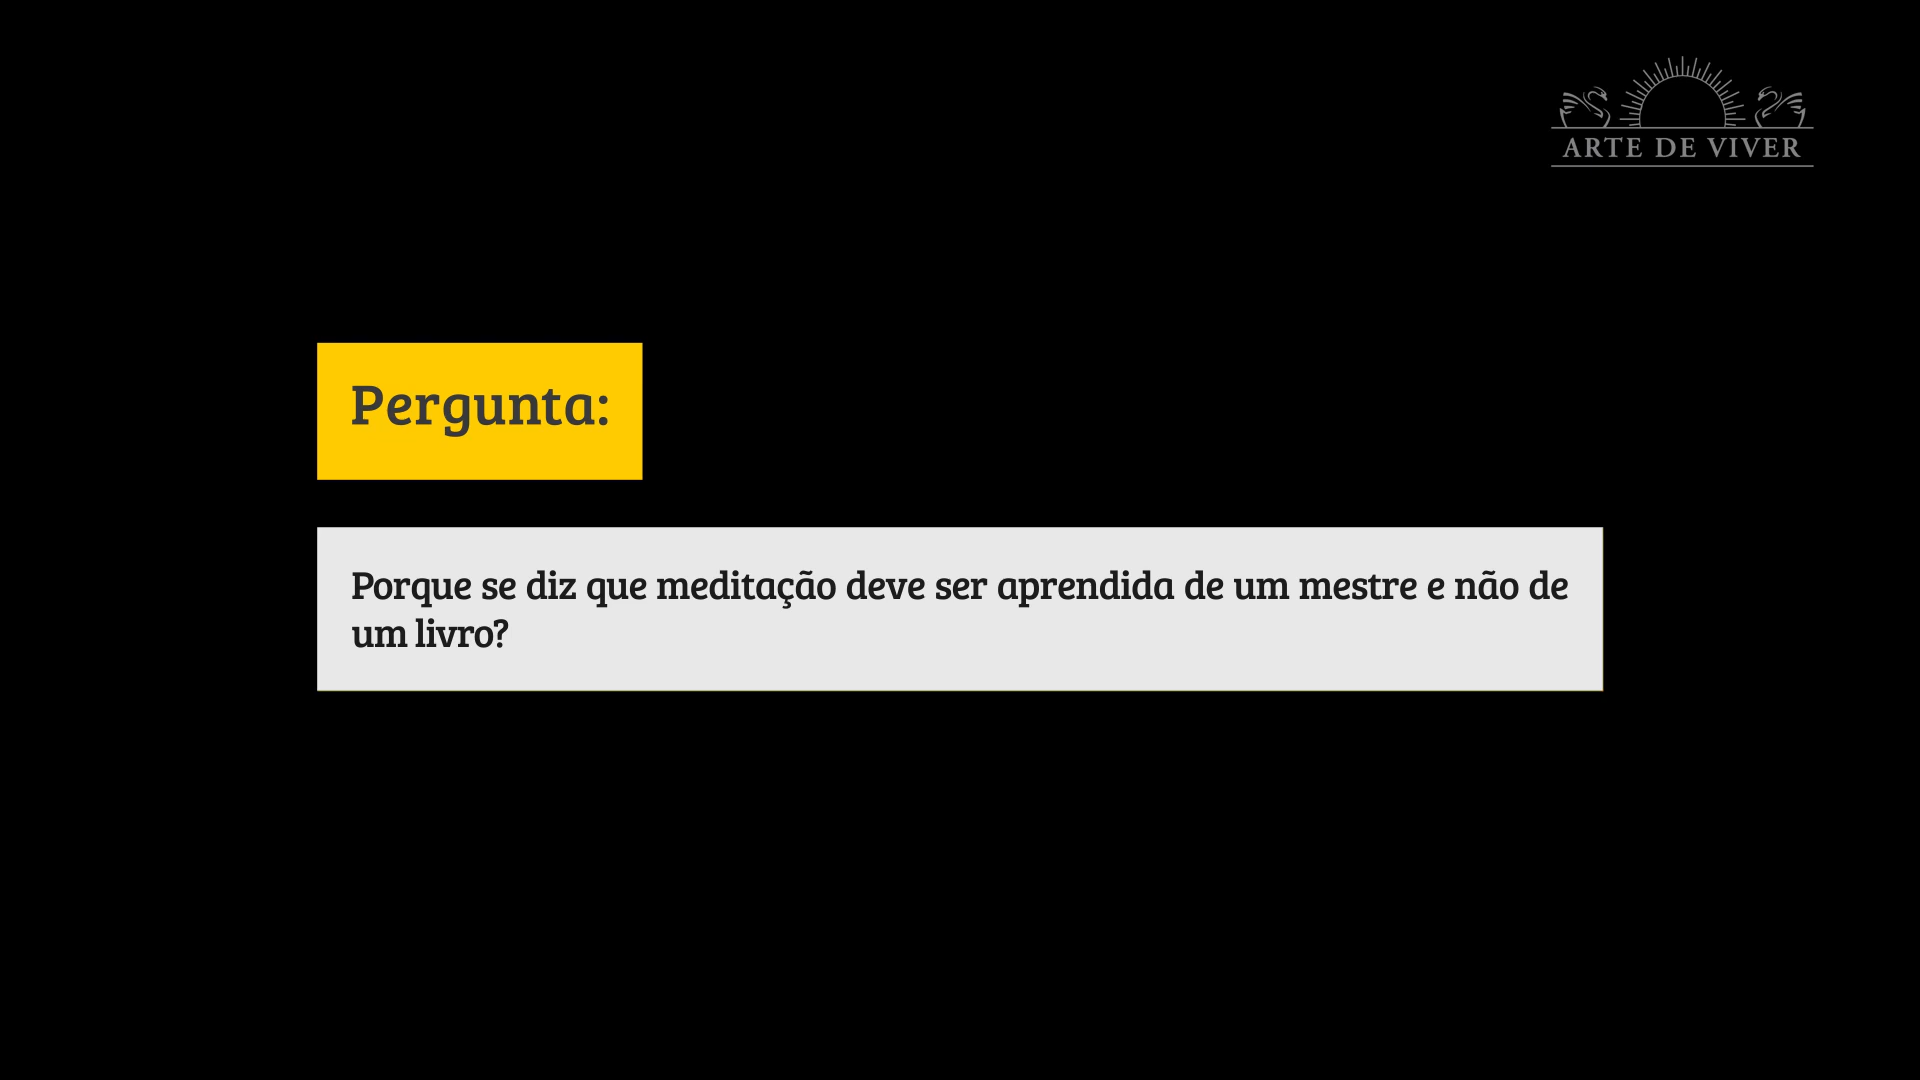 ARTE DE VIVER
Pergunta:
Porque se diz que meditação deve ser aprendida de um mestre e não de
um livro?